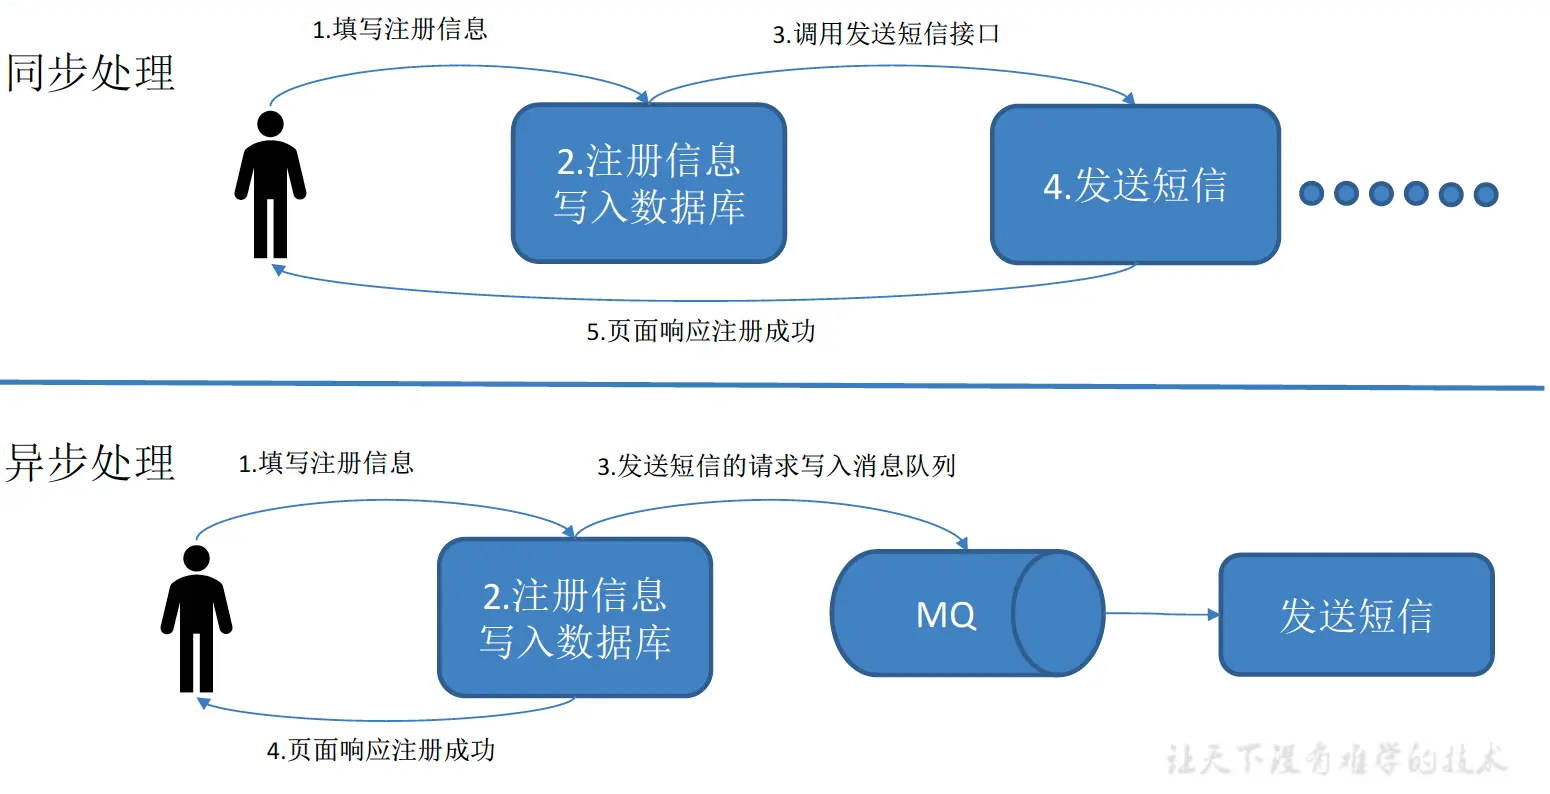 1.填写注册信息
3.调用发送短信接口
同步处理
2.注册信息
写入数据库
4.发送短信
5.页面响应注册成功
异步处理
1.填写注册信息
3.发送短信的请求写入消息队列
2.注册信息
写入数据库
MQ
发送短信
4.页面响应注册成功
让天下没有难学的技术